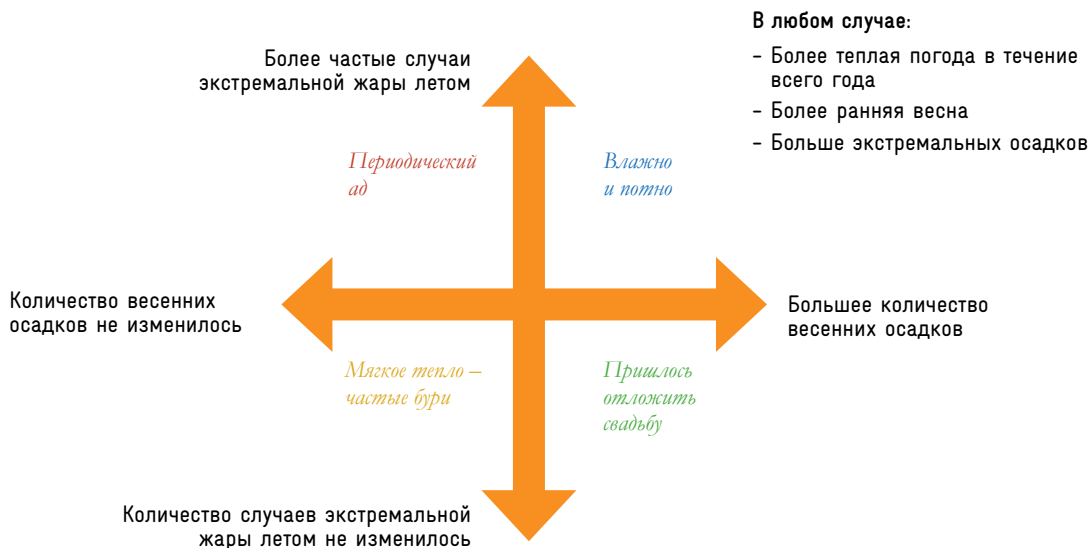 В любом случае:
– Более теплая погода в течение
всего года
– Более ранняя весна
– Больше экстремальных осадков
Более частые случаи
экстремальной жары летом
Периодический
ад
Влажно
и потно
Количество весенних
осадков не изменилось
Большее количество
весенних осадков
Мягкое тепло –
частые бури
Пришлось
отложить
свадьбу
Количество случаев экстремальной
жары летом не изменилось